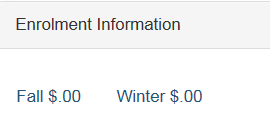 Enrolment Information
Fall $.00 Winter $.00